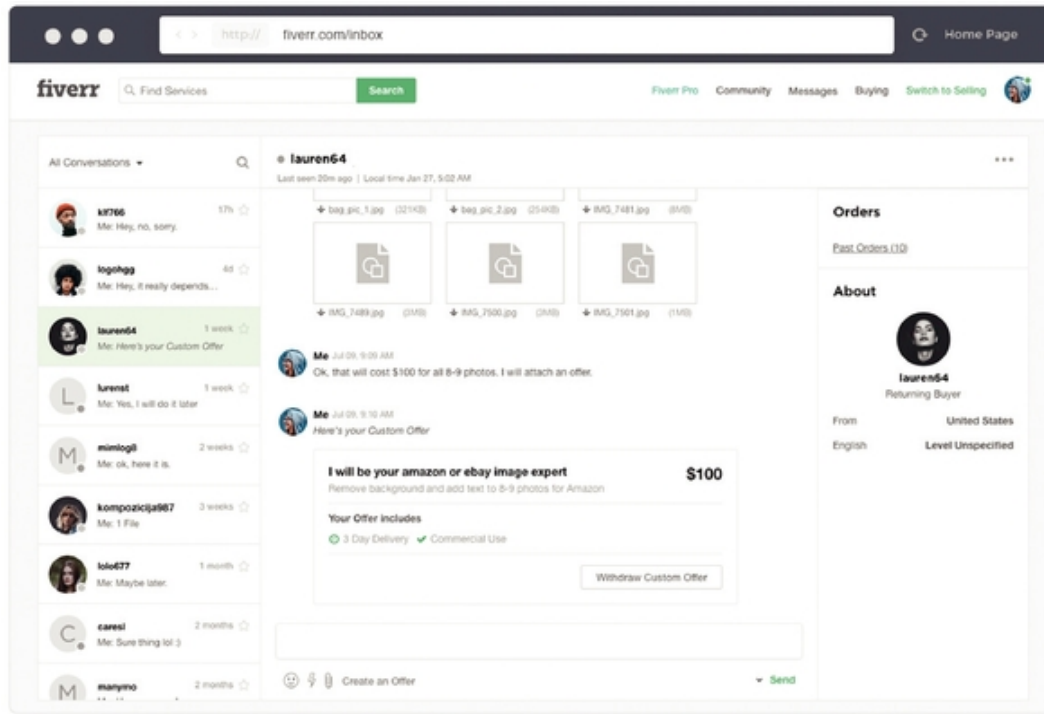 http:// fiverr.com/inbox Home Page
fiverr Find Services Search Fiverr Pro Community Messages Buying Switch to Selling
All Conversations
lauren64
Last seen 20m ago | Local time Jan 27, 5:02 AM
klf766 17h
Me: Hey, no, sorry.
logohgg 4d
Me: Hey, it really depends...
lauren64 1 week
Me: Here's your Custom Offer
lurenst 1 week
Me: Yes, I will do it later
mimlog8 2 weeks
Me: ok, here it is.
kompozicija987 3 weeks
Me: 1 File
lolo677 1 month
Me: Maybe later.
C
caresl 2 months
Me: Sure thing lol :)
M
manymo 2 months
bag_pic_1.jpg (321KB) bag_pic_2.jpg (254KB) IMG_7481.jpg (8MB)
IMG_7489.jpg (3MB) IMG_7500.jpg (3MB) IMG_7501.jpg (1MB)
Me Jul 09, 9:09 AM
Ok, that will cost $100 for all 8-9 photos. I will attach an offer.
Me Jul 09, 9:10 AM
Here's your Custom Offer
I will be your amazon or ebay image expert $100
Remove background and add text to 8-9 photos for Amazon
Your Offer includes
3 Day Delivery Commercial Use
Withdraw Custom Offer
Create an Offer Send
Orders
Past Orders (10)
About
lauren64
Returning Buyer
From United States
English Level Unspecified